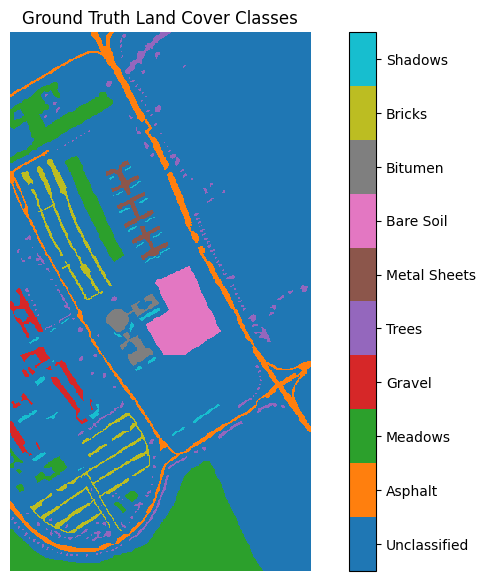 Ground Truth Land Cover Classes
Shadows
Bricks
Bitumen
Bare Soil
Metal Sheets
Trees
Gravel
Meadows
Asphalt
Unclassified